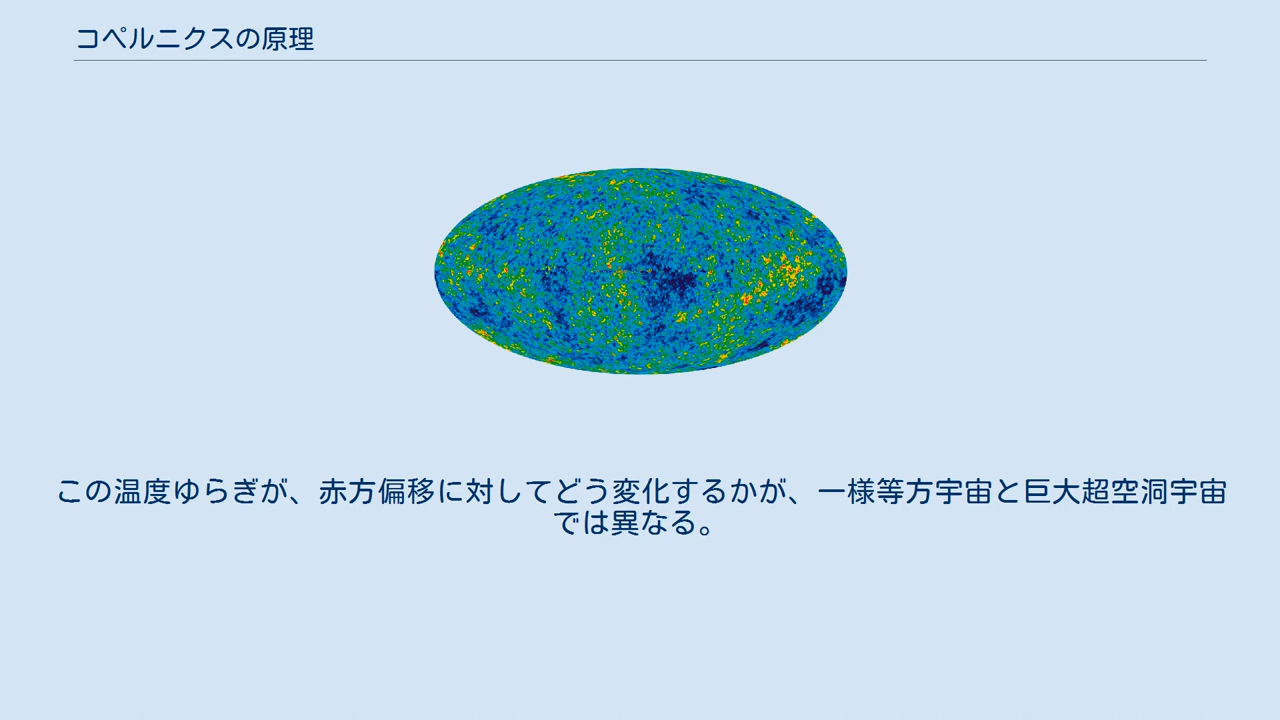 コペルニクスの原理
この温度ゆらぎが、赤方偏移に対してどう変化するかが、一様等方宇宙と巨大超空洞宇宙
では異なる。